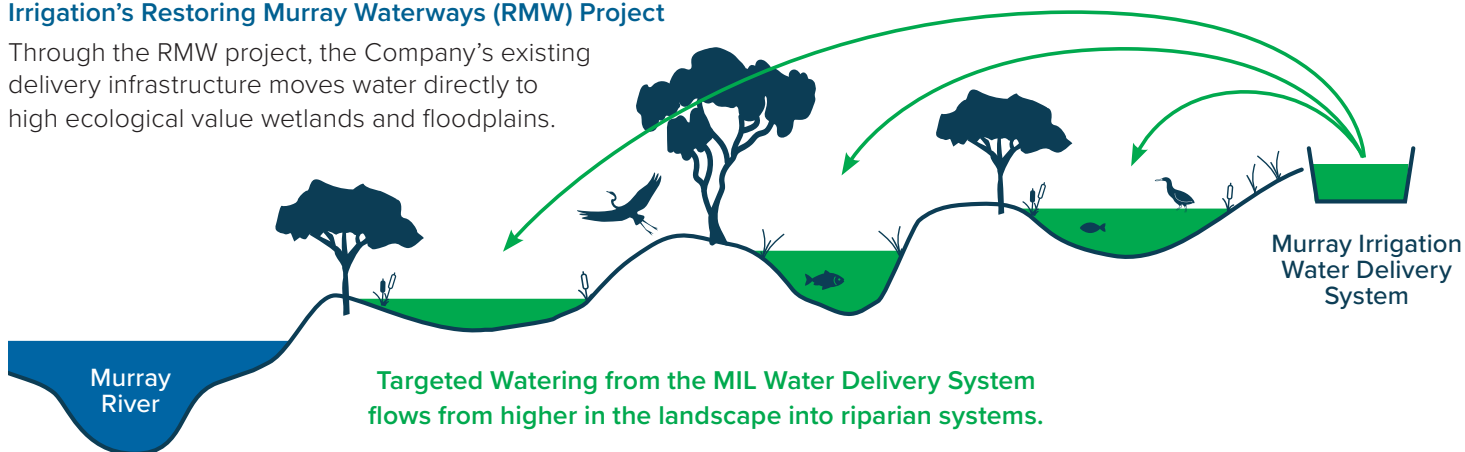 Irrigation’s Restoring Murray Waterways (RMW) Project
Through the RMW project, the Company’s existing
delivery infrastructure moves water directly to
high ecological value wetlands and floodplains.
Murray Irrigation
Water Delivery
System
Murray
River
Targeted Watering from the MIL Water Delivery System
flows from higher in the landscape into riparian systems.